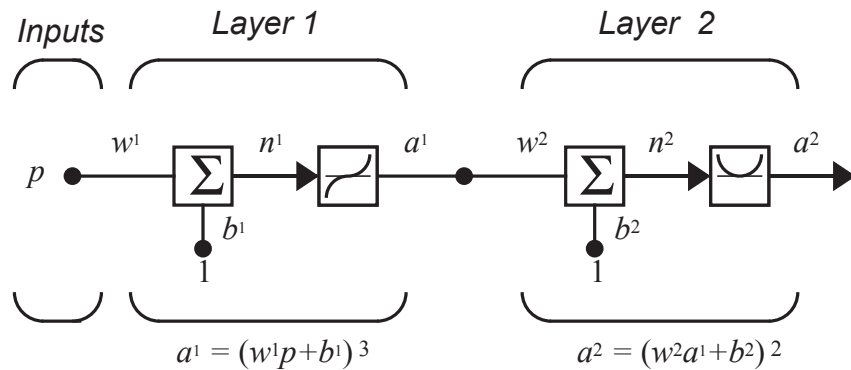 Inputs Layer 1 Layer 2
p w¹ Σ n¹ a¹ w² Σ n² a²
b¹ b²
1 1
a¹ = (w¹p+b¹) ³ a² = (w²a¹+b²) ²